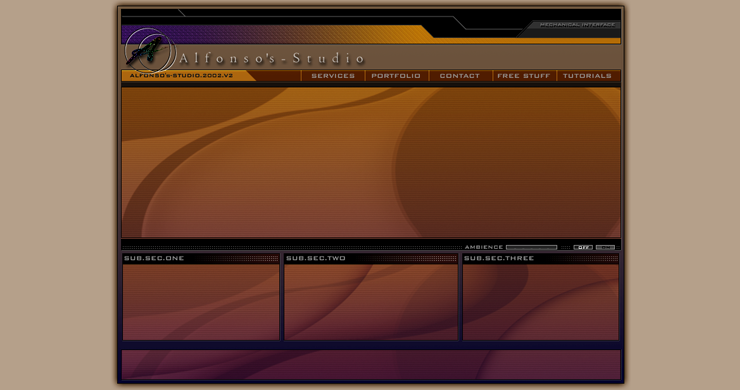 MECHANICAL INTERFACE
Alfonso's-Studio
ALFONSO's-STUDIO.2002.V2
SERVICES PORTFOLIO CONTACT FREE STUFF TUTORIALS
AMBIENCE OFF
SUB.SEC.ONE SUB.SEC.TWO SUB.SEC.THREE